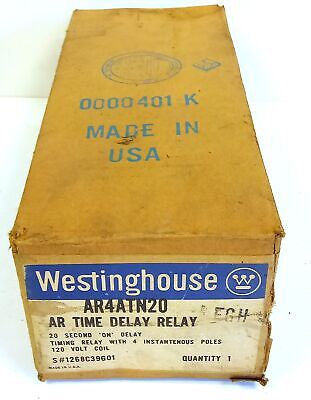 0000401 K
MADE IN
USA
Westinghouse
AR4ATN20
AR TIME DELAY RELAY
EGH
20 SECOND 'ON' DELAY
TIMING RELAY WITH 4 INSTANTENOUS POLES
120 VOLT COIL
S#1268C39G01 QUANTITY 1
MADE IN U.S.A.